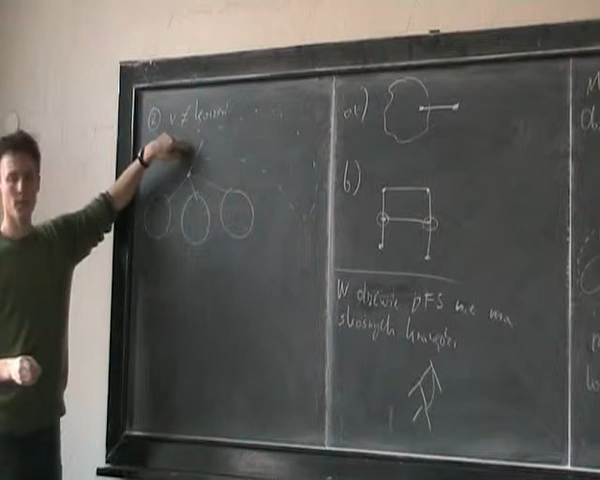 ② v ≠ korzeń
a)
b)
W drzewie DFS nie ma
skośnych krawędzi